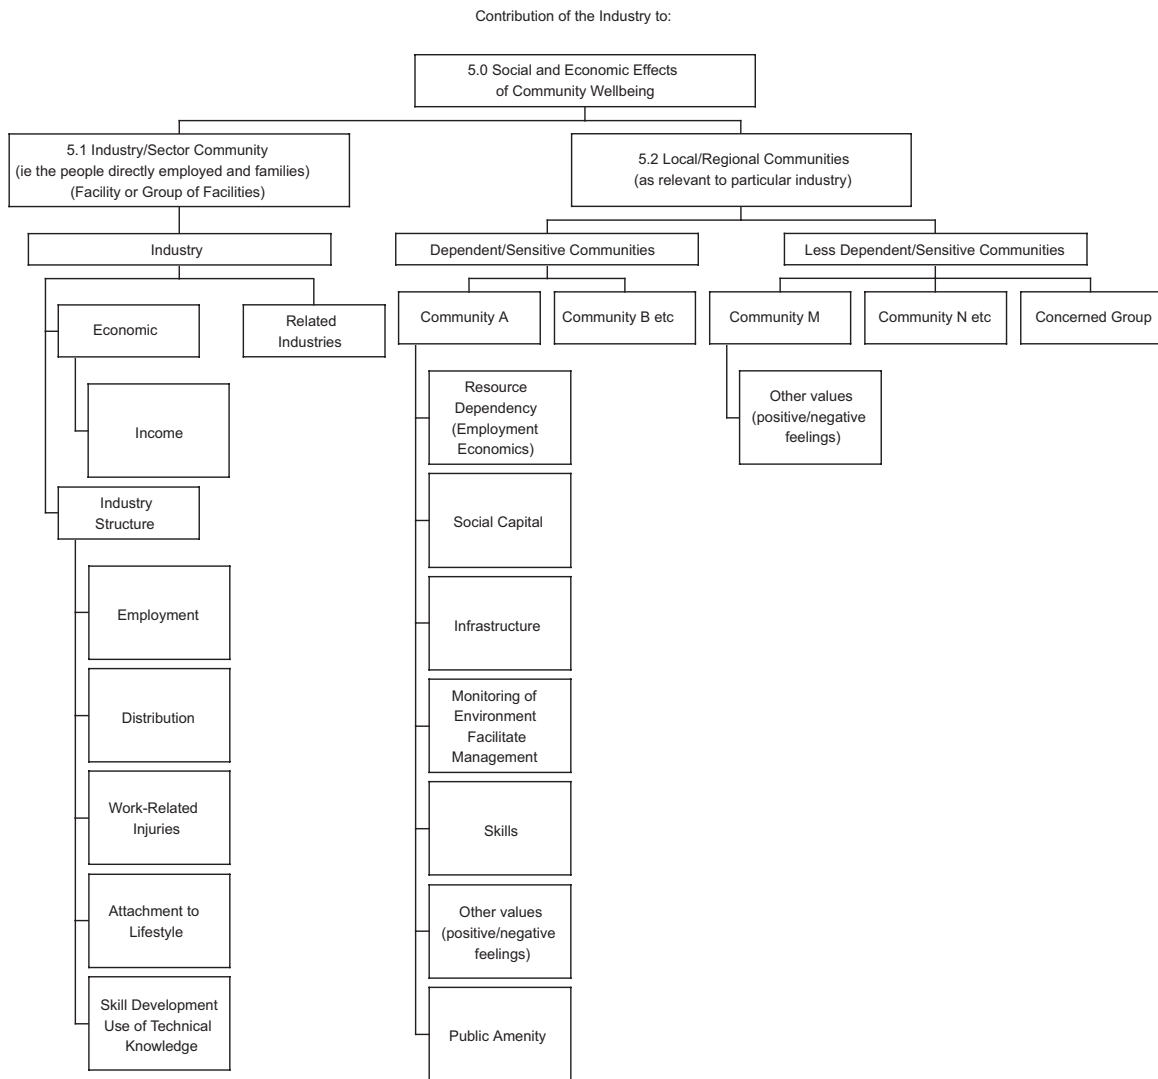 Contribution of the Industry to:
5.0 Social and Economic Effects
of Community Wellbeing
5.1 Industry/Sector Community
(ie the people directly employed and families)
(Facility or Group of Facilities)
5.2 Local/Regional Communities
(as relevant to particular industry)
Industry
Dependent/Sensitive Communities
Less Dependent/Sensitive Communities
Economic
Related
Industries
Community A
Community B etc
Community M
Community N etc
Concerned Group
Income
Industry
Structure
Employment
Distribution
Work-Related
Injuries
Attachment to
Lifestyle
Skill Development
Use of Technical
Knowledge
Resource
Dependency
(Employment
Economics)
Social Capital
Infrastructure
Monitoring of
Environment
Facilitate
Management
Skills
Other values
(positive/negative
feelings)
Public Amenity
Other values
(positive/negative
feelings)